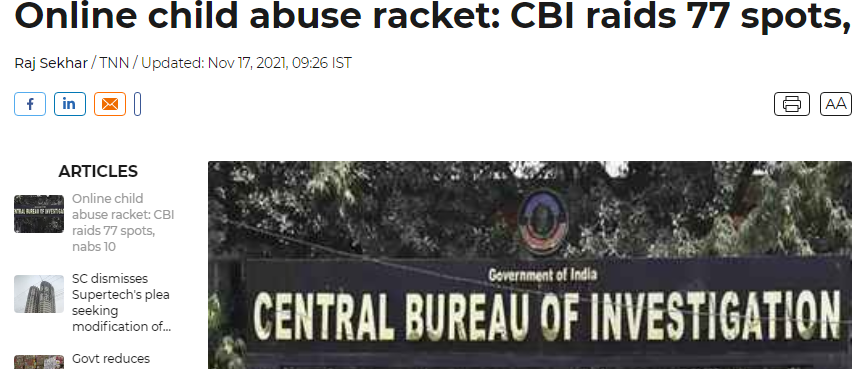 Online child abuse racket: CBI raids 77 spots,
Raj Sekhar / TNN / Updated: Nov 17, 2021, 09:26 IST
f in
AA
ARTICLES
Online child
abuse racket: CBI
raids 77 spots,
nabs 10
SC dismisses
Supertech's plea
seeking
modification of...
Govt reduces
Government of India
CENTRAL BUREAU OF INVESTIGATION